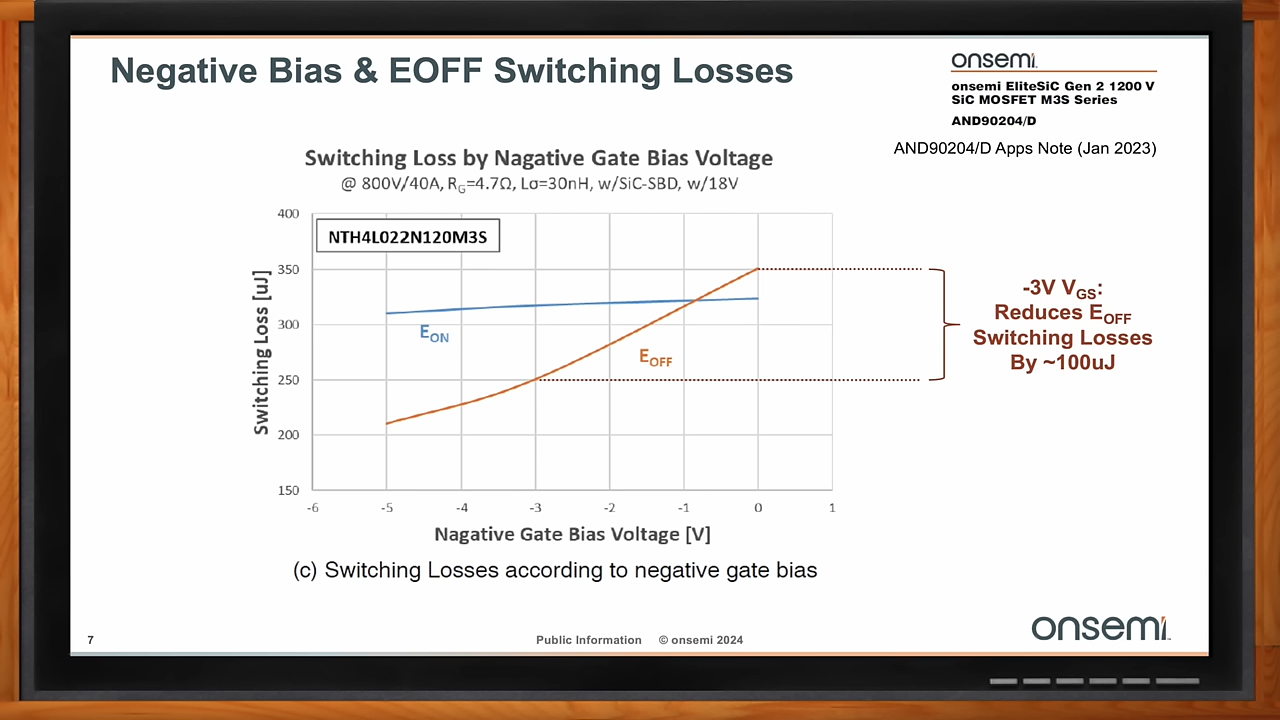 Negative Bias & EOFF Switching Losses
onsemi
onsemi EliteSiC Gen 2 1200 V
SiC MOSFET M3S Series
AND90204/D
AND90204/D Apps Note (Jan 2023)
Switching Loss by Nagative Gate Bias Voltage
@ 800V/40A, RG=4.7Ω, Lσ=30nH, w/SiC-SBD, w/18V
NTH4L022N120M3S
Switching Loss [uJ]
400
350
300
250
200
150
EON
EOFF
-6 -5 -4 -3 -2 -1 0 1
Nagative Gate Bias Voltage [V]
(c) Switching Losses according to negative gate bias
-3V VGS:
Reduces EOFF
Switching Losses
By ~100uJ
7
Public Information © onsemi 2024
onsemi